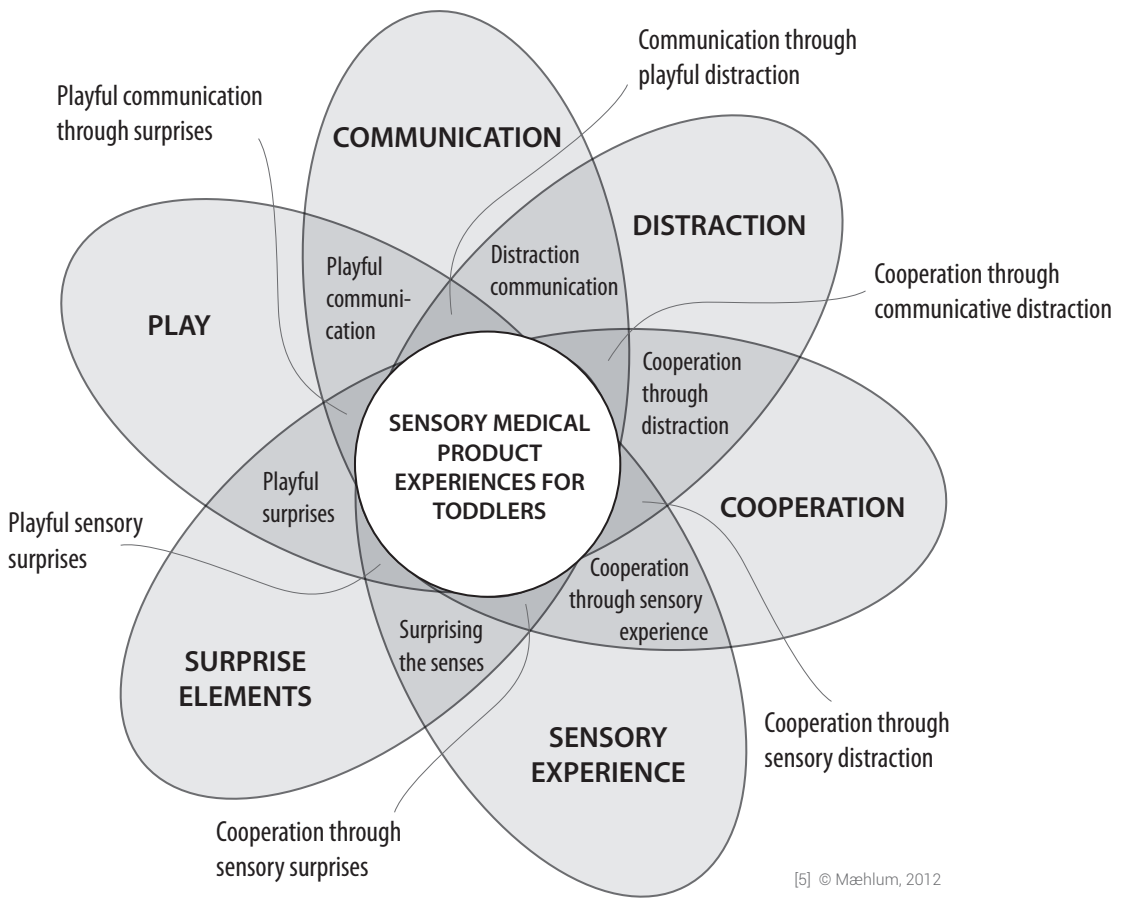 Communication through
playful distraction
Playful communication
through surprises
COMMUNICATION
DISTRACTION
Distraction
communication
Playful
communi-
cation
Cooperation through
communicative distraction
PLAY
Cooperation
through
distraction
SENSORY MEDICAL
PRODUCT
EXPERIENCES FOR
TODDLERS
COOPERATION
Playful
surprises
Playful sensory
surprises
Cooperation
through sensory
experience
Surprising
the senses
SURPRISE
ELEMENTS
SENSORY
EXPERIENCE
Cooperation through
sensory distraction
Cooperation through
sensory surprises
[5] © Mæhlum, 2012